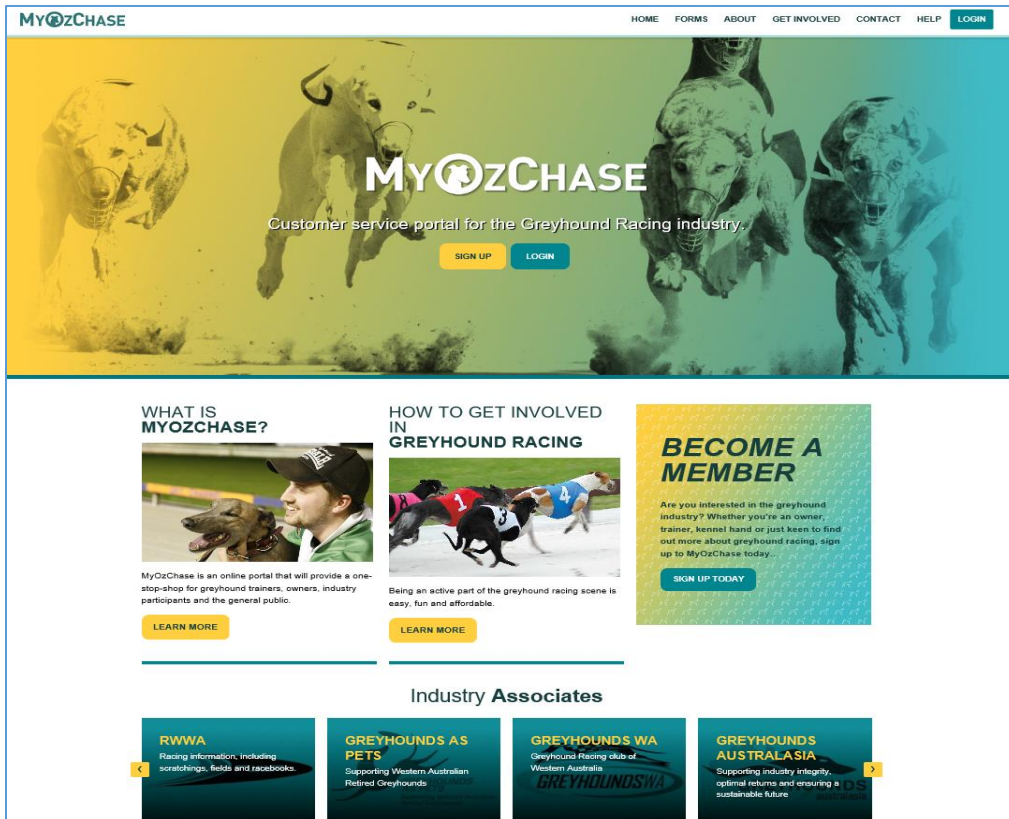 MYOZCHASE
HOME FORMS ABOUT GET INVOLVED CONTACT HELP LOGIN
MYOZCHASE
Customer service portal for the Greyhound Racing industry.
SIGN UP LOGIN
WHAT IS
MYOZCHASE?
MyOzChase is an online portal that will provide a one-
stop-shop for greyhound trainers, owners, industry
participants and the general public.
LEARN MORE
HOW TO GET INVOLVED
IN
GREYHOUND RACING
1
3
4
Being an active part of the greyhound racing scene is
easy, fun and affordable.
LEARN MORE
BECOME A
MEMBER
Are you interested in the greyhound
industry? Whether you're an owner,
trainer, kennel hand or just keen to find
out more about greyhound racing, sign
up to MyOzChase today..
SIGN UP TODAY
Industry Associates
RWWA
Racing information, including
scratchings, fields and racebooks.
GREYHOUNDS AS
PETS
Supporting Western Australian
Retired Greyhounds
GREYHOUNDS WA
Greyhound Racing club of
Western Australia
GREYHOUNDSWA
GREYHOUNDS
AUSTRALASIA
Supporting industry integrity,
optimal returns and ensuring a
sustainable future
australasia